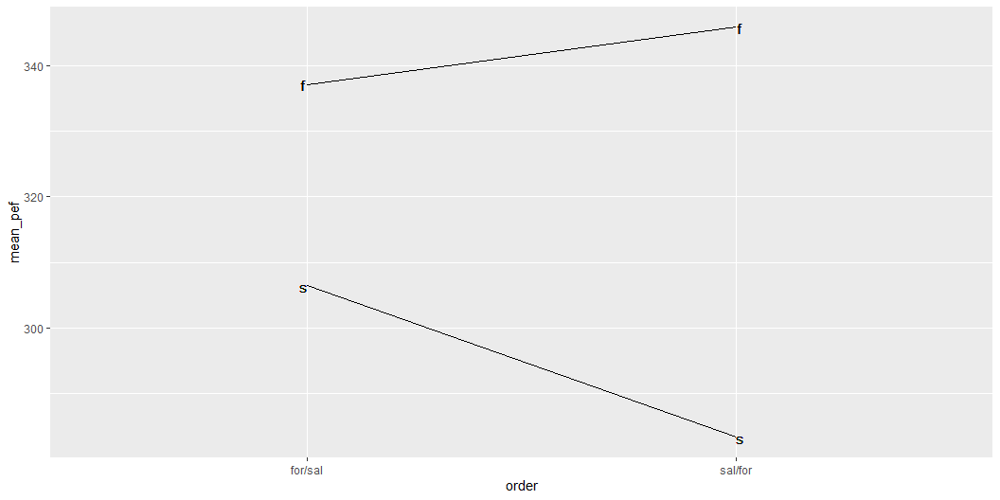 f
f
340
320
mean_pef
s
300
s
for/sal
sal/for
order